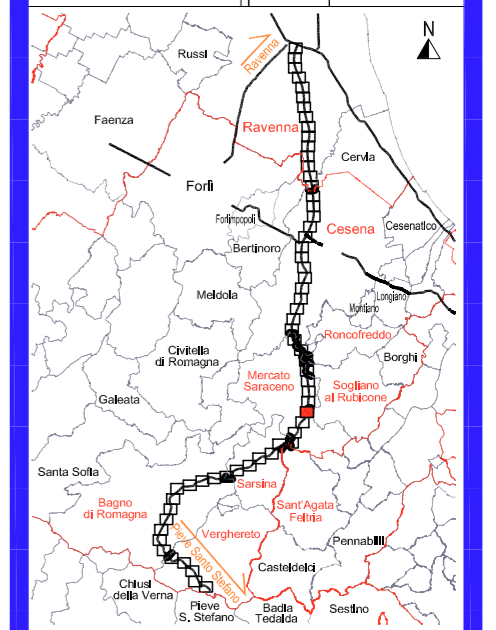 N
Russi
Ravenna
Faenza
Ravenna
Cervia
Forlì
Forlimpopoli
Cesena
Cesenatico
Bertinoro
Meldola
Longiano
Montiano
Roncofreddo
Civitella
di Romagna
Borghi
Mercato
Saraceno
Sogliano
al Rubicone
Galeata
Santa Sofia
Sarsina
Bagno
di Romagna
Sant'Agata
Feltria
Verghereto
Pieve Santo Stefano
Pennabilli
Casteldelci
Chiusi
della Verna
Pieve
S. Stefano
Badia
Tedalda
Sestino